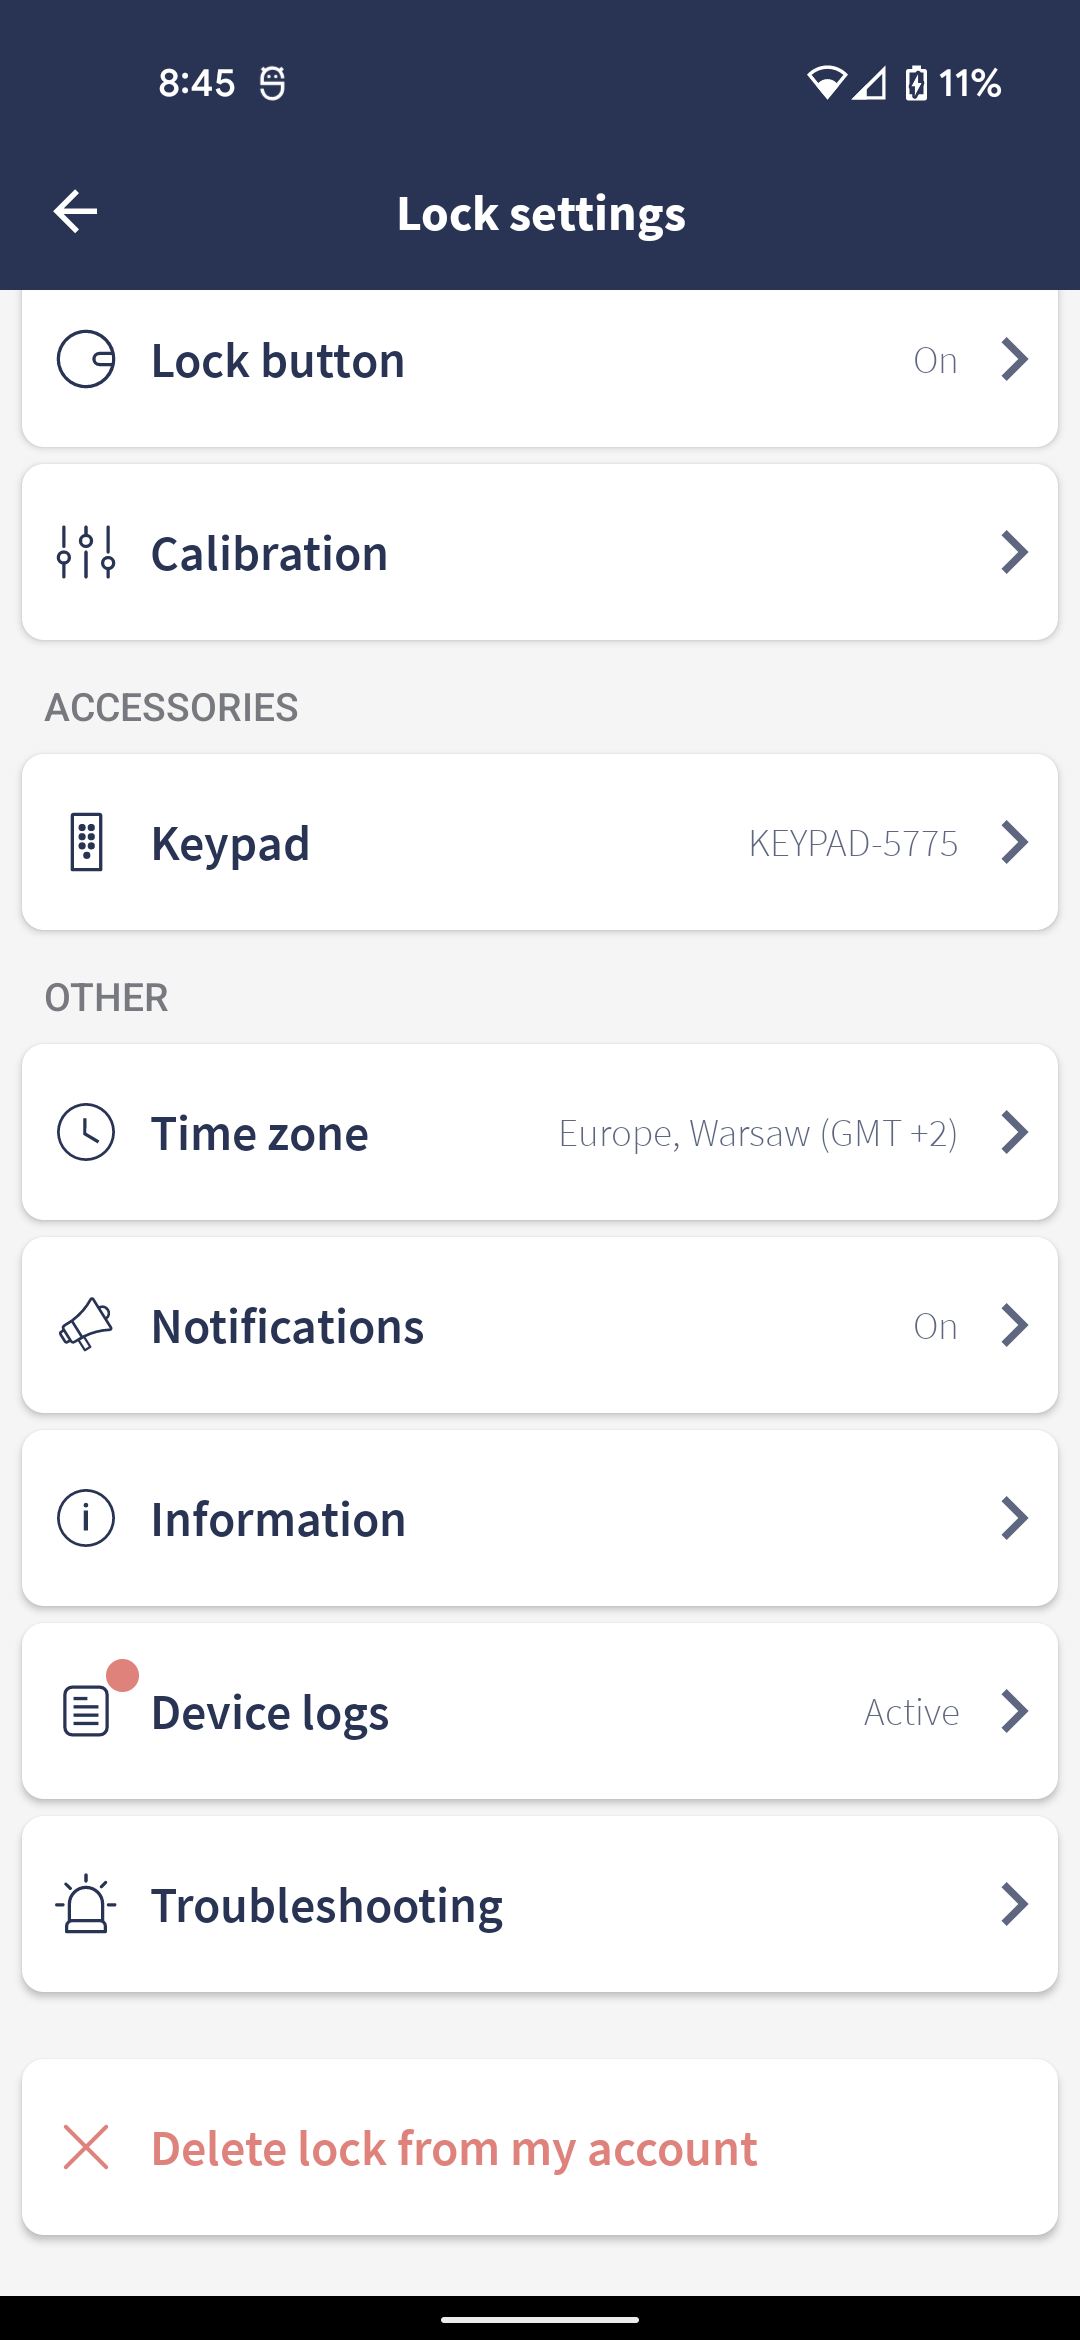 8:45
11%
Lock settings
Lock button
On
Calibration
ACCESSORIES
Keypad
KEYPAD-5775
OTHER
Time zone
Europe, Warsaw (GMT +2)
Notifications
On
Information
Device logs
Active
Troubleshooting
Delete lock from my account